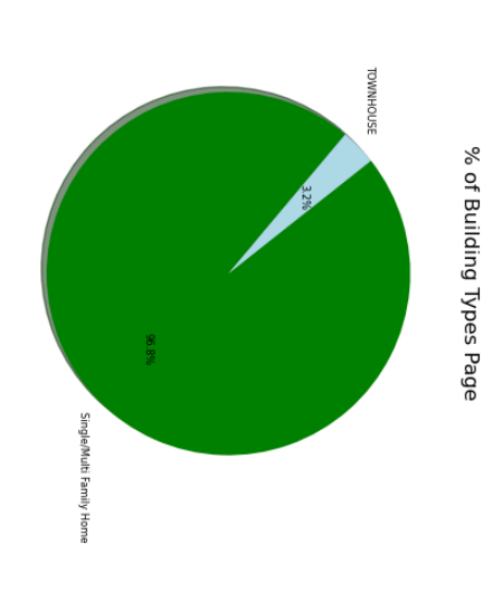 % of Building Types Page
TOWNHOUSE
3.2%
96.8%
Single/Multi Family Home